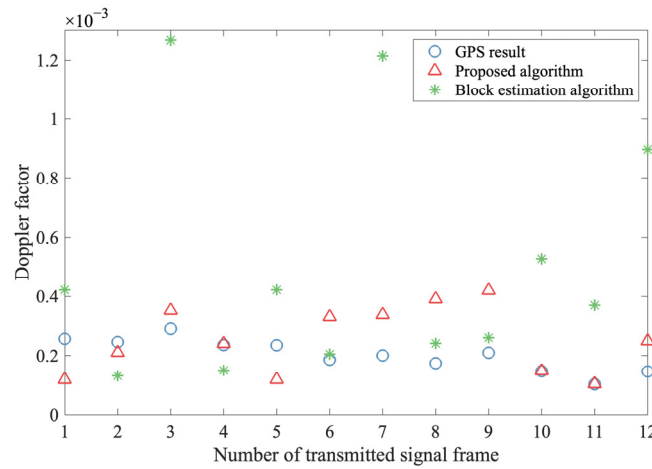 ×10⁻³
1.2
1
0.8
0.6
0.4
0.2
0
Doppler factor
GPS result
Proposed algorithm
Block estimation algorithm
1 2 3 4 5 6 7 8 9 10 11 12
Number of transmitted signal frame